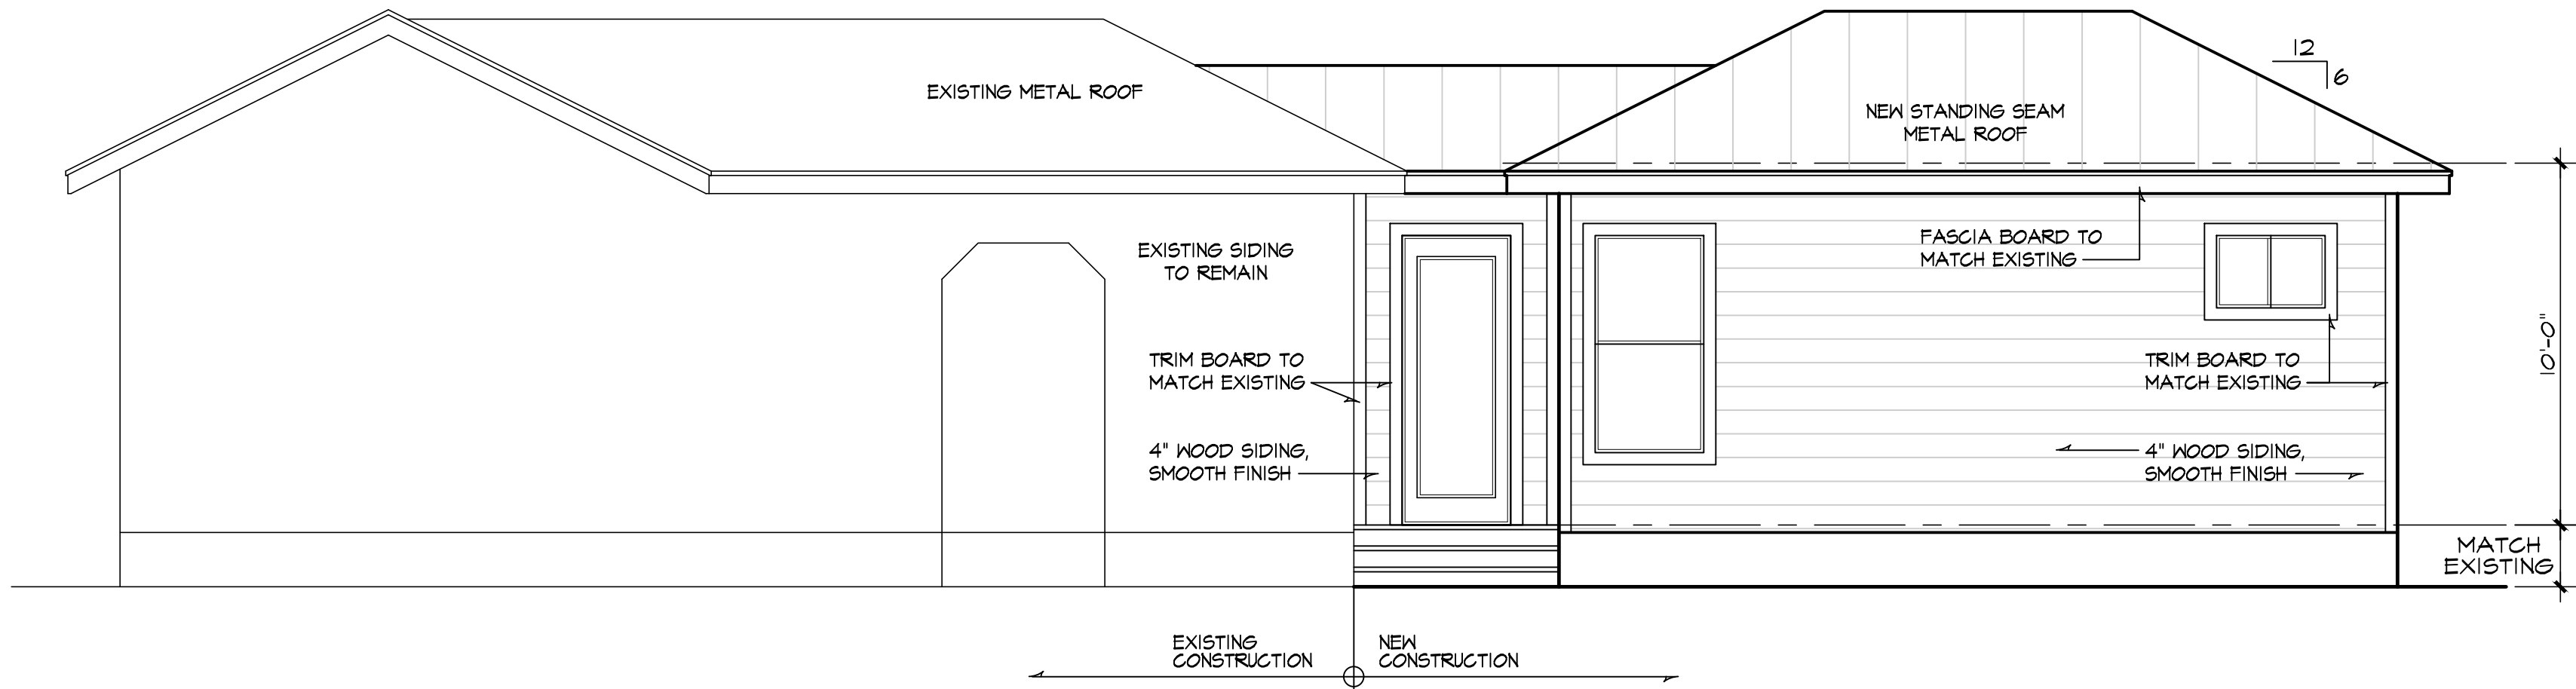 12
6
EXISTING METAL ROOF
NEW STANDING SEAM
METAL ROOF
EXISTING SIDING
TO REMAIN
FASCIA BOARD TO
MATCH EXISTING
10'-0"
TRIM BOARD TO
MATCH EXISTING
TRIM BOARD TO
MATCH EXISTING
4" WOOD SIDING,
SMOOTH FINISH
4" WOOD SIDING,
SMOOTH FINISH
MATCH
EXISTING
EXISTING
CONSTRUCTION
NEW
CONSTRUCTION